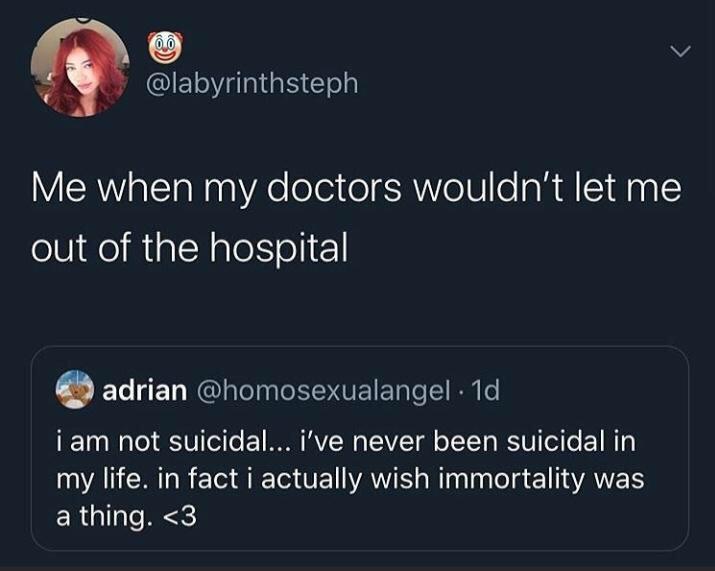 🤡
@labyrinthsteph
Me when my doctors wouldn't let me
out of the hospital
adrian @homosexualangel · 1d
i am not suicidal... i've never been suicidal in
my life. in fact i actually wish immortality was
a thing. <3